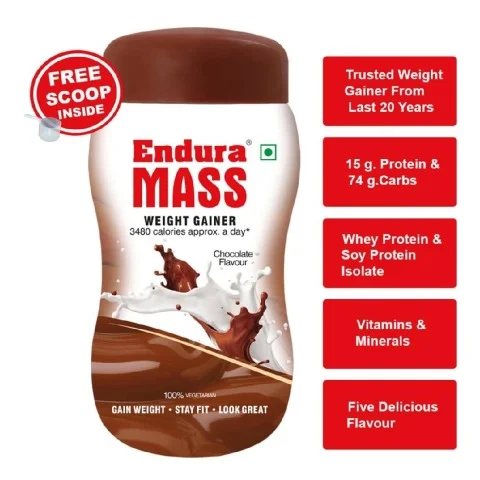 FREE
SCOOP
INSIDE
Endura®
MASS
WEIGHT GAINER
3480 calories approx. a day*
Chocolate
Flavour
100% VEGETARIAN
GAIN WEIGHT • STAY FIT • LOOK GREAT
Trusted Weight
Gainer From
Last 20 Years
15 g. Protein &
74 g.Carbs
Whey Protein &
Soy Protein
Isolate
Vitamins &
Minerals
Five Delicious
Flavour